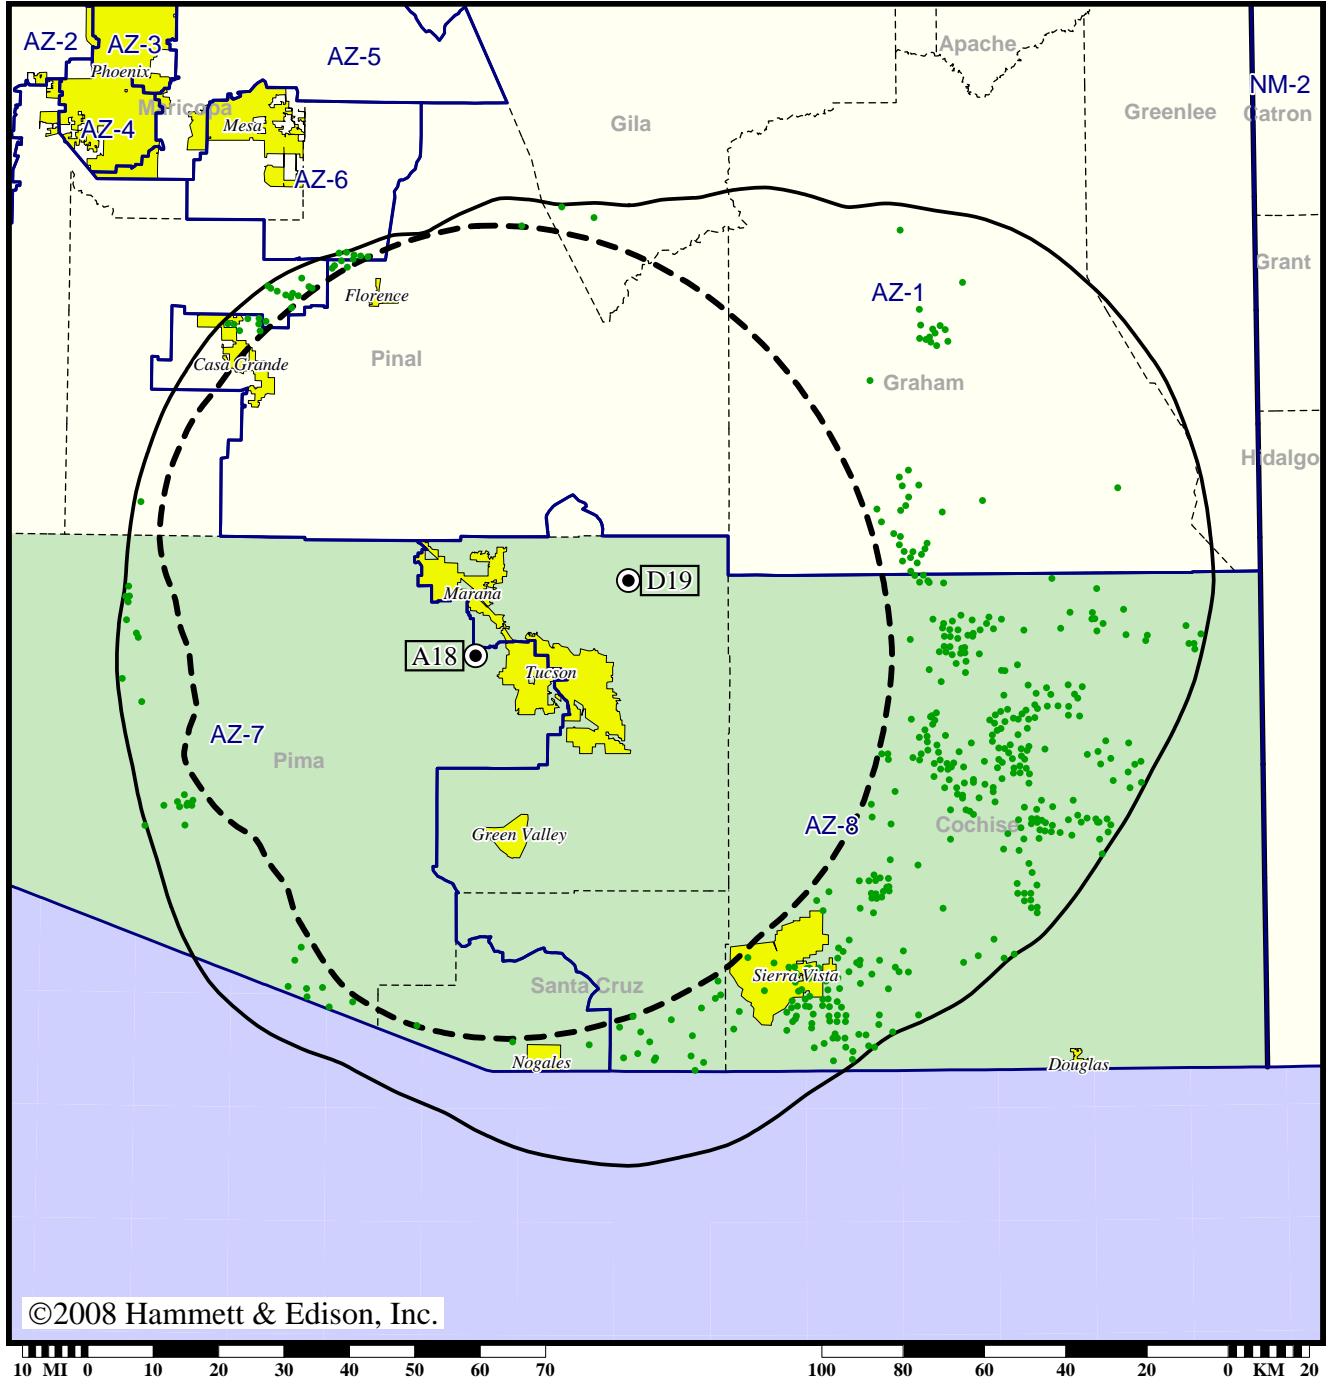 AZ-2
AZ-3
AZ-5
Apache
Phoenix
NM-2
Maricopa
Greenlee
Catron
AZ-4
Mesa
Gila
AZ-6
Grant
Florence
AZ-1
Casa Grande
Pinal
Graham
Hidalgo
D19
Marana
A18
Tucson
AZ-7
Pima
Green Valley
AZ-8
Cochise
Santa Cruz
Sierra Vista
Nogales
Douglas
©2008 Hammett & Edison, Inc.
10 MI 0 10 20 30 40 50 60 70 100 80 60 40 20 0 KM 20